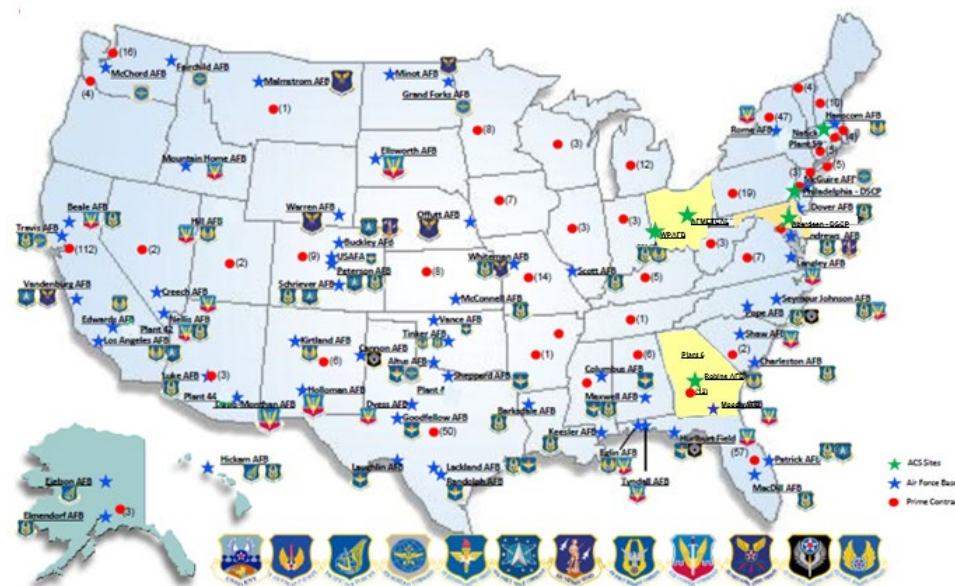 (16)
McChord AFB
Fairchild AFB
(4)
Malmstrom AFB
(1)
Minot AFB
Grand Forks AFB
(8)
(3)
(12)
(4)
(10)
(47)
Rome AFB
Hanscom AFB
Natick
(4)
Plant 59
(5)
(5)
(3)
McGuire AFB
Philadelphia - DSCP
Dover AFB
(19)
Mountain Home AFB
Ellsworth AFB
(7)
Beale AFB
Travis AFB
(112)
Hill AFB
(2)
(2)
Warren AFB
Offutt AFB
Buckley AFB
USAFA
Peterson AFB
(9)
Schriever AFB
(8)
Whiteman AFB
(14)
McConnell AFB
(3)
(3)
WPAFB
Scott AFB
(5)
(3)
(7)
Andrews AFB
Langley AFB
Vandenburg AFB
Creech AFB
Nellis AFB
Edwards AFB
Plant 42
Los Angeles AFB
Kirtland AFB
(6)
Cannon AFB
Vance AFB
Tinker AFB
Altus AFB
Sheppard AFB
(1)
(1)
(6)
Columbus AFB
Maxwell AFB
Plant 6
Robins AFB
(12)
Moody AFB
Seymour Johnson AFB
Pope AFB
Shaw AFB
(2)
Charleston AFB
Luke AFB
(3)
Plant 44
Davis-Monthan AFB
Holloman AFB
Dyess AFB
Goodfellow AFB
(50)
Barksdale AFB
Laughlin AFB
Lackland AFB
Randolph AFB
Keesler AFB
Eglin AFB
Tyndall AFB
Hurlburt Field
(57)
Patrick AFB
MacDill AFB
Eielson AFB
Elmendorf AFB
(3)
Hickam AFB
ACS Sites
Air Force Base
Prime Contrac